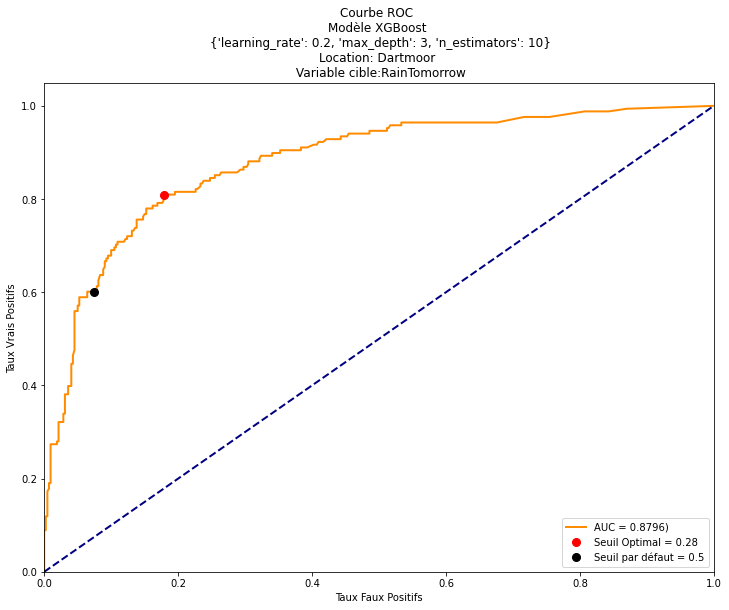 Courbe ROC
Modèle XGBoost
{'learning_rate': 0.2, 'max_depth': 3, 'n_estimators': 10}
Location: Dartmoor
Variable cible:RainTomorrow
Taux Vrais Positifs
1.0
0.8
0.6
0.4
0.2
0.0
0.0
0.2
0.4
0.6
0.8
1.0
Taux Faux Positifs
AUC = 0.8796)
Seuil Optimal = 0.28
Seuil par défaut = 0.5